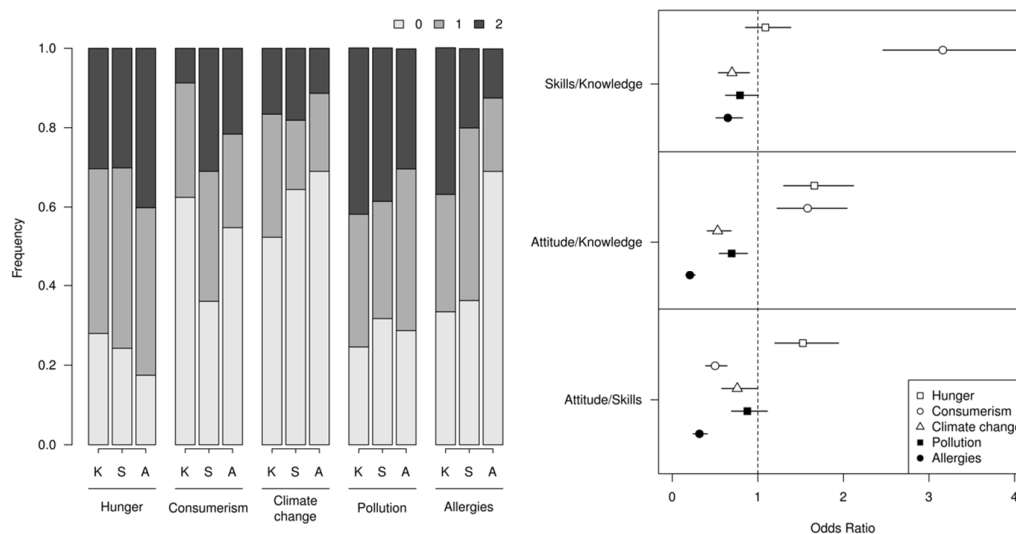 0 1 2
1.0
0.8
0.6
0.4
0.2
0.0
Frequency
K S A K S A K S A K S A K S A
Hunger Consumerism Climate change Pollution Allergies
Skills/Knowledge
Attitude/Knowledge
Attitude/Skills
Hunger
Consumerism
Climate change
Pollution
Allergies
0 1 2 3 4
Odds Ratio